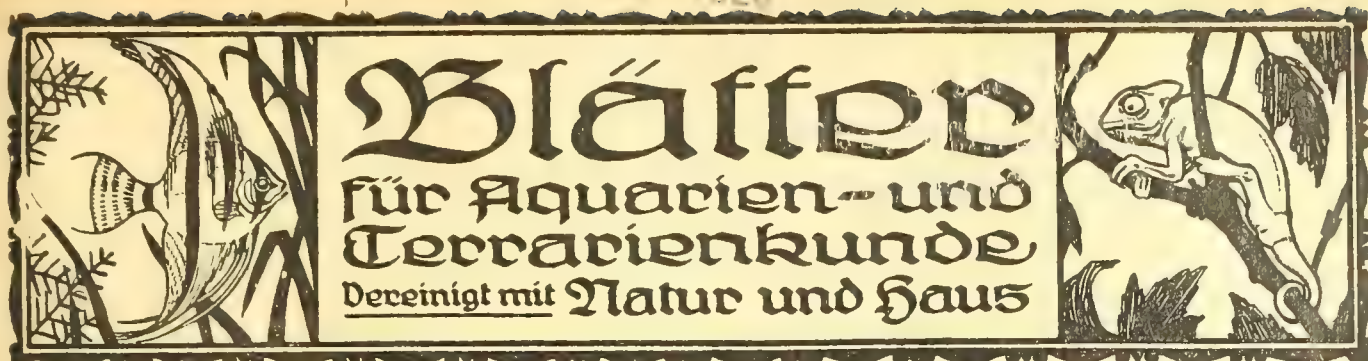 Blätter
für Aquarien- und
Terrarienkunde
Vereinigt mit Natur und Haus